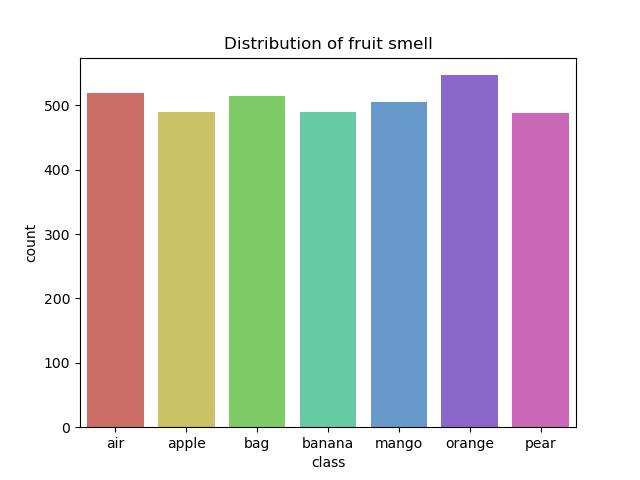 Distribution of fruit smell
500
400
300
200
100
0
count
air apple bag banana mango orange pear
class